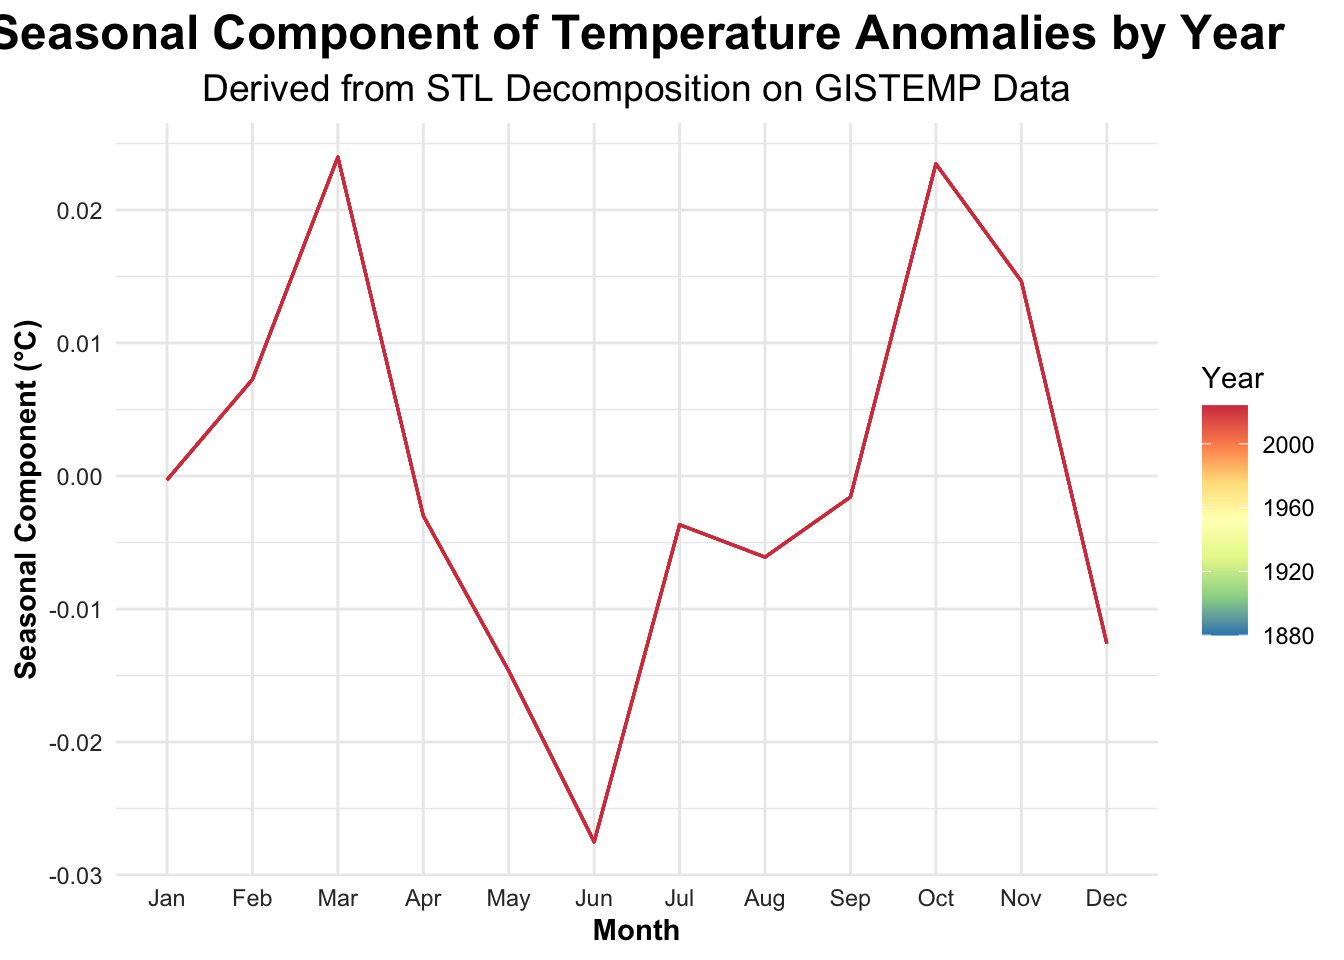 Seasonal Component of Temperature Anomalies by Year
Derived from STL Decomposition on GISTEMP Data
Seasonal Component (°C)
0.02
0.01
0.00
-0.01
-0.02
-0.03
Jan Feb Mar Apr May Jun Jul Aug Sep Oct Nov Dec
Month
Year
2000
1960
1920
1880